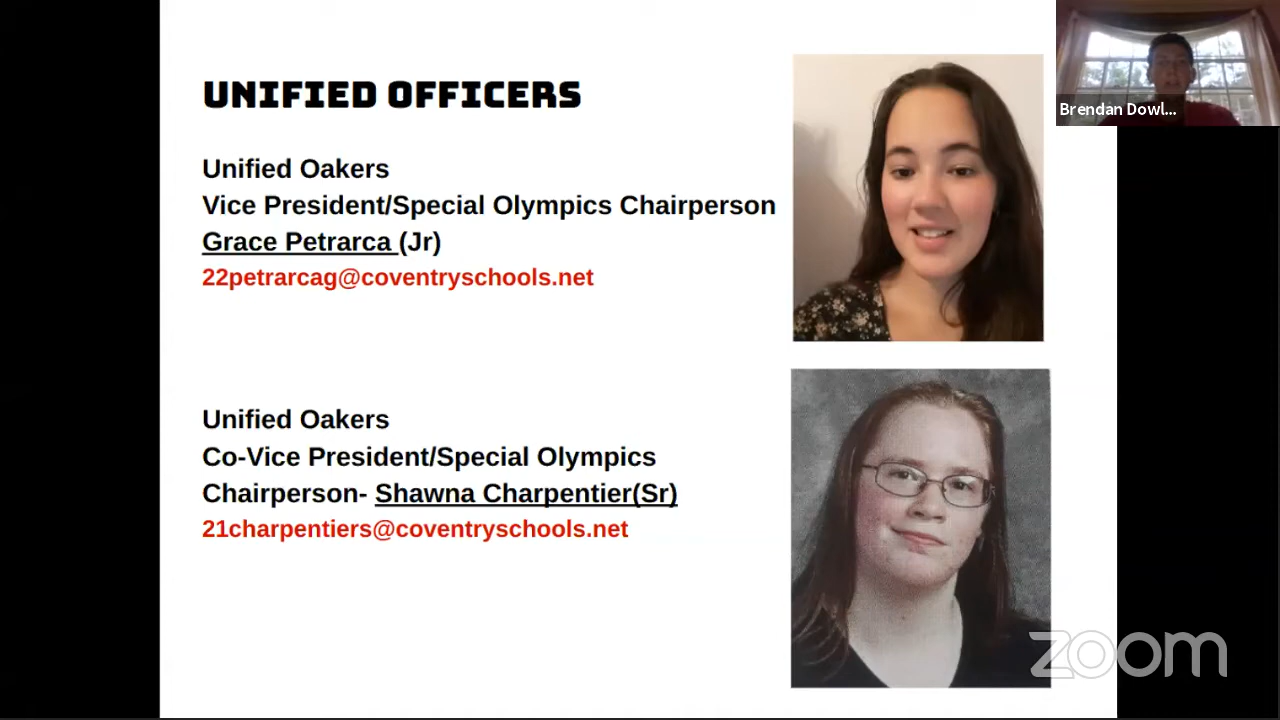 UNIFIED OFFICERS
Unified Oakers
Vice President/Special Olympics Chairperson
Grace Petrarca (Jr)
22petrarcag@coventryschools.net
Unified Oakers
Co-Vice President/Special Olympics
Chairperson- Shawna Charpentier(Sr)
21charpentiers@coventryschools.net
Brendan Dowl...
zoom